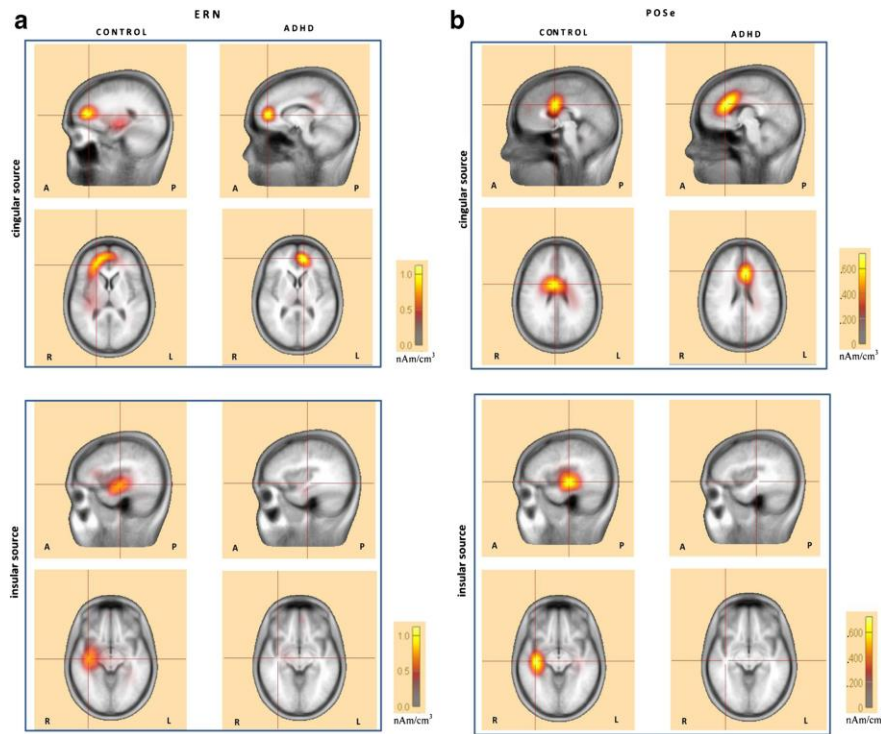 a
ERN
CONTROL ADHD
cingular source
A P A P
R L R L
1.0
0.5
0.0
nAm/cm³
insular source
A P A P
R L R L
1.0
0.5
0.0
nAm/cm³
b
POSe
CONTROL ADHD
cingular source
A P A P
R L R L
.600
.400
.200
0
nAm/cm³
insular source
A P A P
R L R L
.600
.400
.200
0
nAm/cm